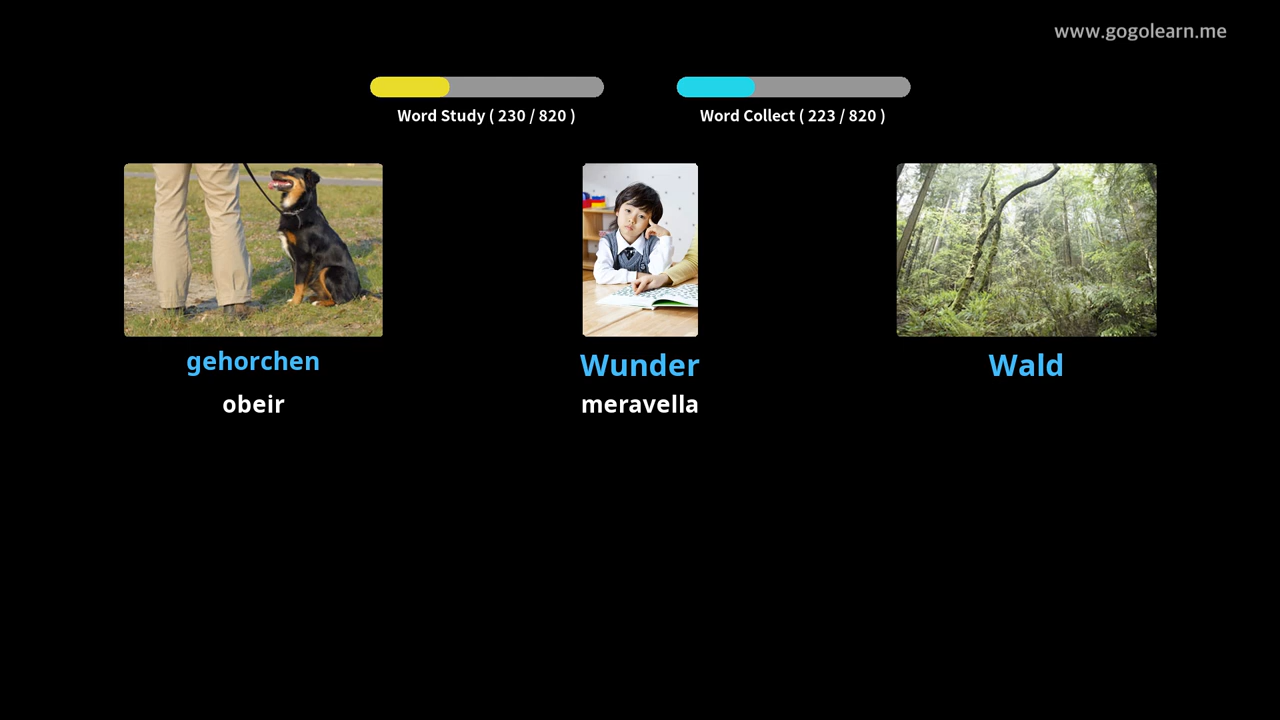 www.gogolearn.me
Word Study ( 230 / 820 )
Word Collect ( 223 / 820 )
gehorchen
Wunder
Wald
obeir
meravella